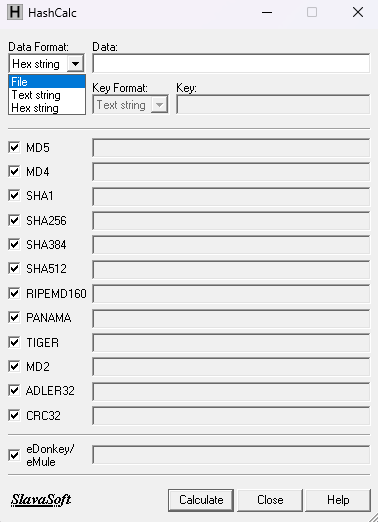 H HashCalc
Data Format: Data:
Hex string
File
Text string
Hex string
Key Format: Key:
Text string
MD5
MD4
SHA1
SHA256
SHA384
SHA512
RIPEMD160
PANAMA
TIGER
MD2
ADLER32
CRC32
eDonkey/
eMule
SlavaSoft Calculate Close Help